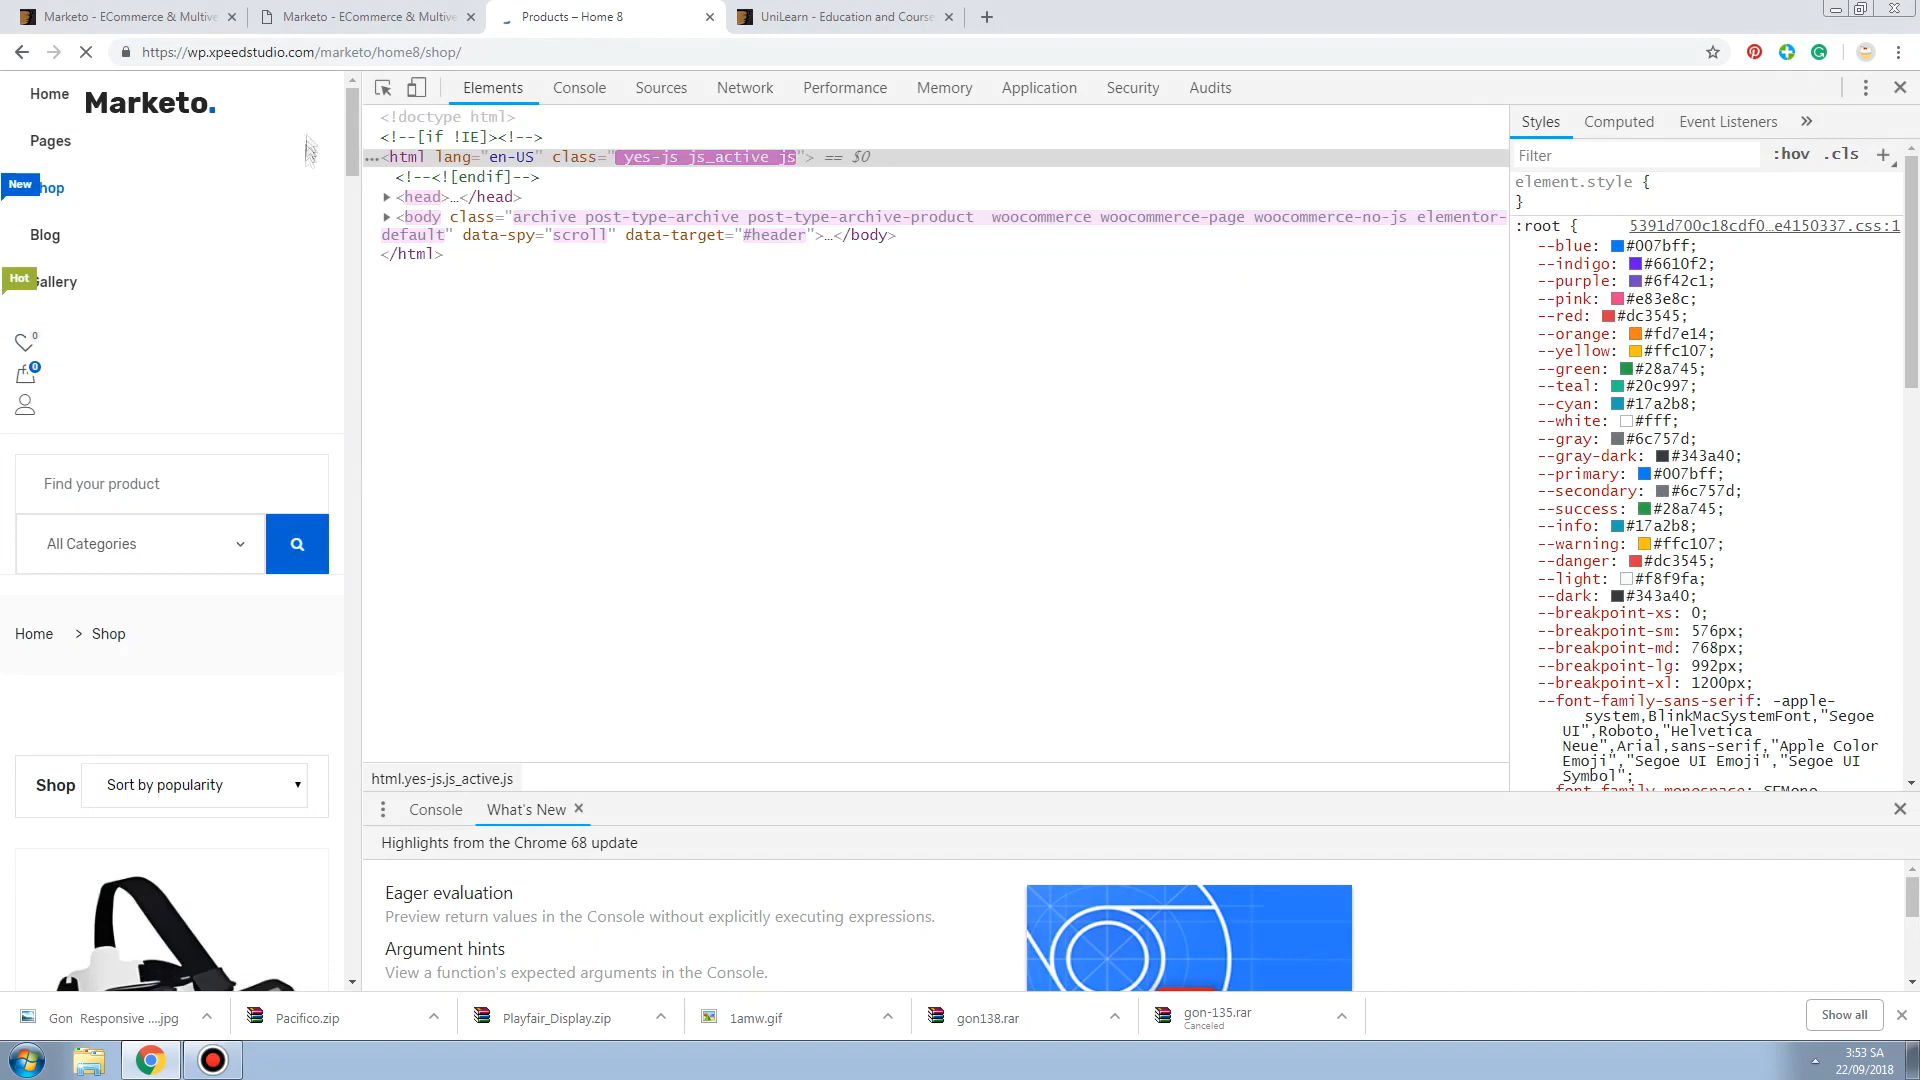 Marketo - ECommerce & Multive
Marketo - ECommerce & Multive
Products – Home 8
UniLearn - Education and Course
https://wp.xpeedstudio.com/marketo/home8/shop/
Home
Marketo.
Pages
New
hop
Blog
Hot
Gallery
0
0
Find your product
All Categories
Home > Shop
Shop
Sort by popularity
Elements Console Sources Network Performance Memory Application Security Audits
<!doctype html>
<!--[if !IE]><!-->
…<html lang="en-US" class=" yes-js js_active js"> == $0
<!--<![endif]-->
<head>…</head>
<body class="archive post-type-archive post-type-archive-product  woocommerce woocommerce-page woocommerce-no-js elementor-
default" data-spy="scroll" data-target="#header">…</body>
</html>
html.yes-js.js_active.js
Styles Computed Event Listeners »
Filter :hov .cls +
element.style {
}
:root { 5391d700c18cdf0…e4150337.css:1
--blue: #007bff;
--indigo: #6610f2;
--purple: #6f42c1;
--pink: #e83e8c;
--red: #dc3545;
--orange: #fd7e14;
--yellow: #ffc107;
--green: #28a745;
--teal: #20c997;
--cyan: #17a2b8;
--white: #fff;
--gray: #6c757d;
--gray-dark: #343a40;
--primary: #007bff;
--secondary: #6c757d;
--success: #28a745;
--info: #17a2b8;
--warning: #ffc107;
--danger: #dc3545;
--light: #f8f9fa;
--dark: #343a40;
--breakpoint-xs: 0;
--breakpoint-sm: 576px;
--breakpoint-md: 768px;
--breakpoint-lg: 992px;
--breakpoint-xl: 1200px;
--font-family-sans-serif: -apple-
system,BlinkMacSystemFont,"Segoe
UI",Roboto,"Helvetica
Neue",Arial,sans-serif,"Apple Color
Emoji","Segoe UI Emoji","Segoe UI
Symbol";
--font-family-monospace: SFMono
Console What's New ×
Highlights from the Chrome 68 update
Eager evaluation
Preview return values in the Console without explicitly executing expressions.
Argument hints
View a function's expected arguments in the Console.
Gon  Responsive ....jpg
Pacifico.zip
Playfair_Display.zip
1amw.gif
gon138.rar
gon-135.rar
Canceled
Show all
3:53 SA
22/09/2018